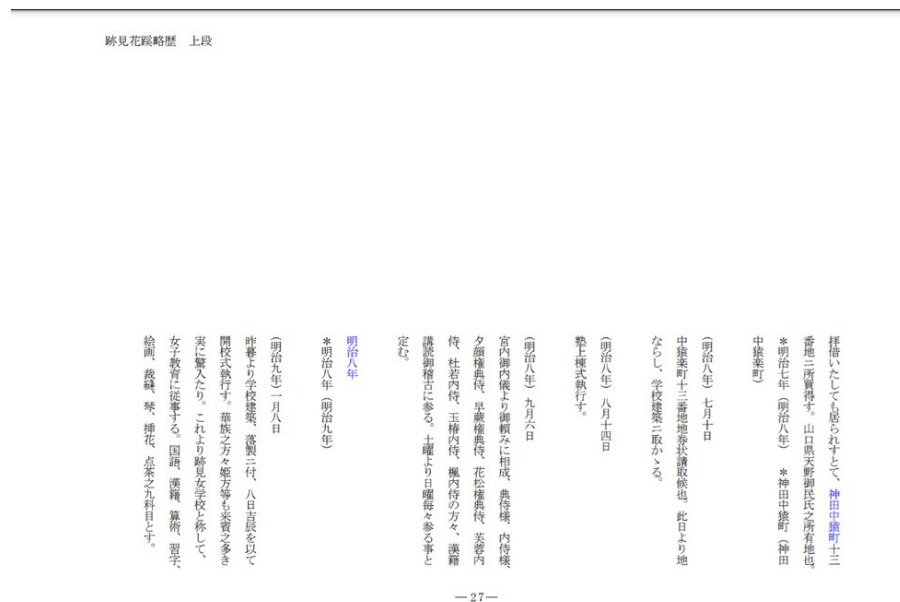 跡見花蹊略歴　上段
拝借いたしても居られすとて、神田中猿町十三
番地三所買得す。山口県天野御民氏之所有地也。
＊明治七年（明治八年）　＊神田中猿町（神田
中猿楽町）
（明治八年）七月十日
中猿楽町十三番地地券状請取候也。此日より地
ならし、学校建築ニ取かゝる。
（明治八年）八月十四日
塾上棟式執行す。
（明治八年）九月六日
宮内御内儀より御頼みに相成、典侍様、内侍様、
夕顔権典侍、早蕨権典侍、花松権典侍、芙蓉内
侍、杜若内侍、玉椿内侍、楓内侍の方々、漢籍
講読御稽古に参る。土曜より日曜毎々参る事と
定む。
明治八年
＊明治八年（明治九年）
（明治九年）一月八日
昨暮より学校建築、落製ニ付、八日吉辰を以て
開校式執行す。華族之方々姫方等も来賓之多き
実に驚入たり。これより跡見女学校と称して、
女子教育に従事する。国語、漢籍、算術、習字、
絵画、裁縫、琴、挿花、点茶之九科目とす。
―27―